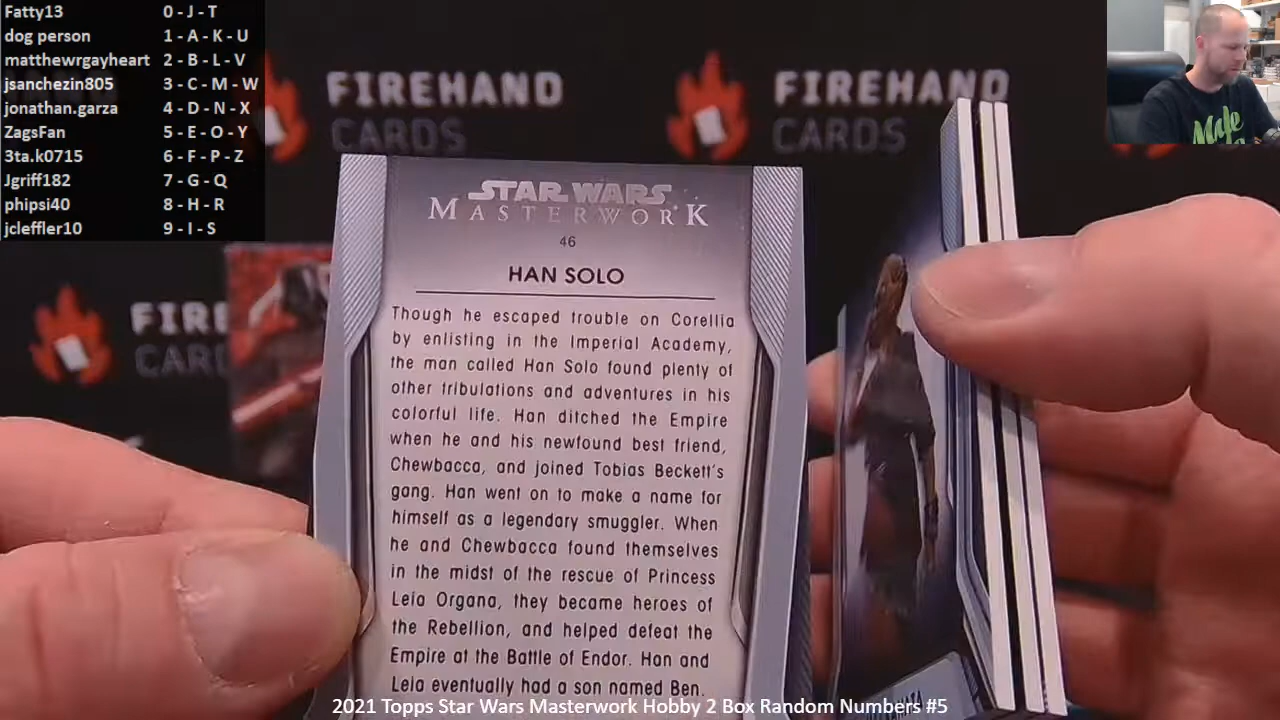 Fatty13 0 - J - T
dog person 1 - A - K - U
matthewrgayheart 2 - B - L - V
jsanchezin805 3 - C - M - W
jonathan.garza 4 - D - N - X
ZagsFan 5 - E - O - Y
3ta.k0715 6 - F - P - Z
Jgriff182 7 - G - Q
phipsi40 8 - H - R
jcleffler10 9 - I - S
FIREHAND
CARDS
FIREHAND
CARDS
FIRE
CAR
STAR WARS
MASTERWORK
46
HAN SOLO
Though he escaped trouble on Corellia
by enlisting in the Imperial Academy,
the man called Han Solo found plenty of
other tribulations and adventures in his
colorful life. Han ditched the Empire
when he and his newfound best friend,
Chewbacca, and joined Tobias Beckett's
gang. Han went on to make a name for
himself as a legendary smuggler. When
he and Chewbacca found themselves
in the midst of the rescue of Princess
Leia Organa, they became heroes of
the Rebellion, and helped defeat the
Empire at the Battle of Endor. Han and
Leia eventually had a son named Ben.
2021 Topps Star Wars Masterwork Hobby 2 Box Random Numbers #5